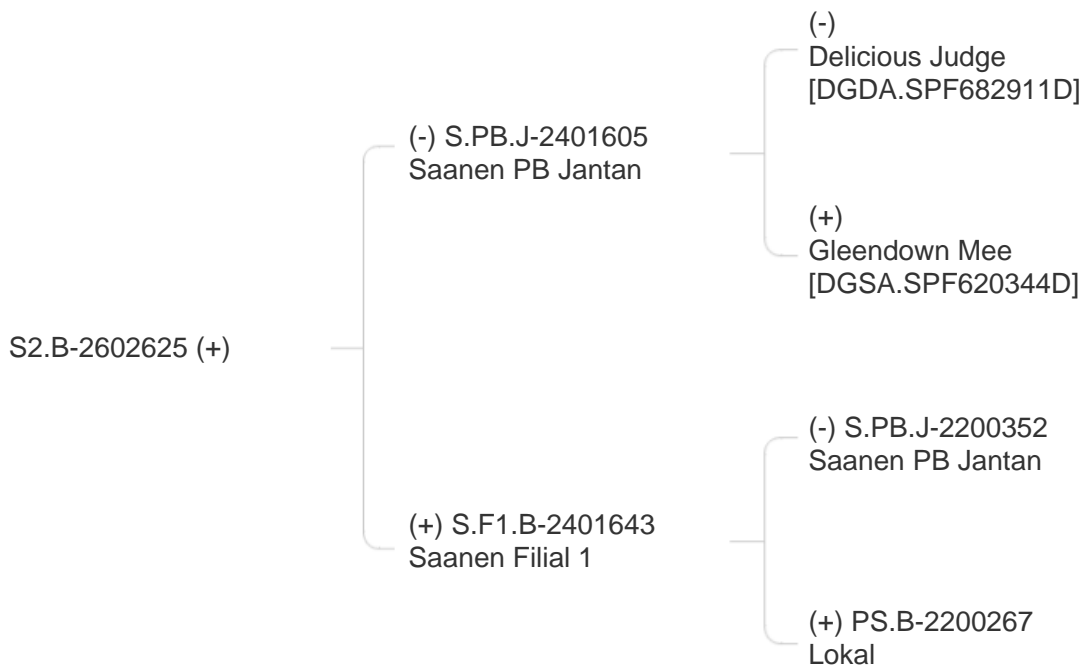 (-)
Delicious Judge
[DGDA.SPF682911D]
(-) S.PB.J-2401605
Saanen PB Jantan
(+)
Gleendown Mee
[DGSA.SPF620344D]
S2.B-2602625 (+)
(-) S.PB.J-2200352
Saanen PB Jantan
(+) S.F1.B-2401643
Saanen Filial 1
(+) PS.B-2200267
Lokal